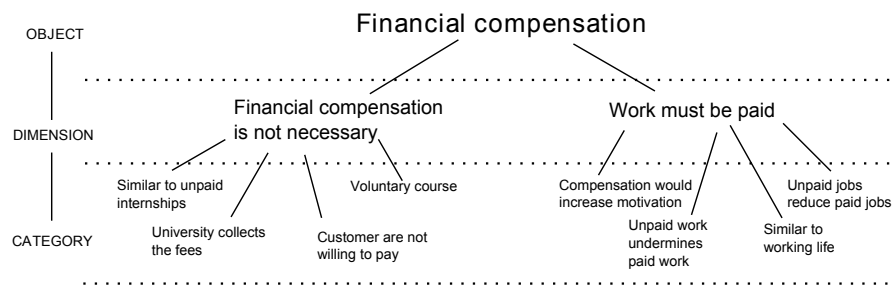 OBJECT
Financial compensation
DIMENSION
Financial compensation
is not necessary
Work must be paid
CATEGORY
Similar to unpaid
internships
University collects
the fees
Customer are not
willing to pay
Voluntary course
Compensation would
increase motivation
Unpaid work
undermines
paid work
Similar to
working life
Unpaid jobs
reduce paid jobs